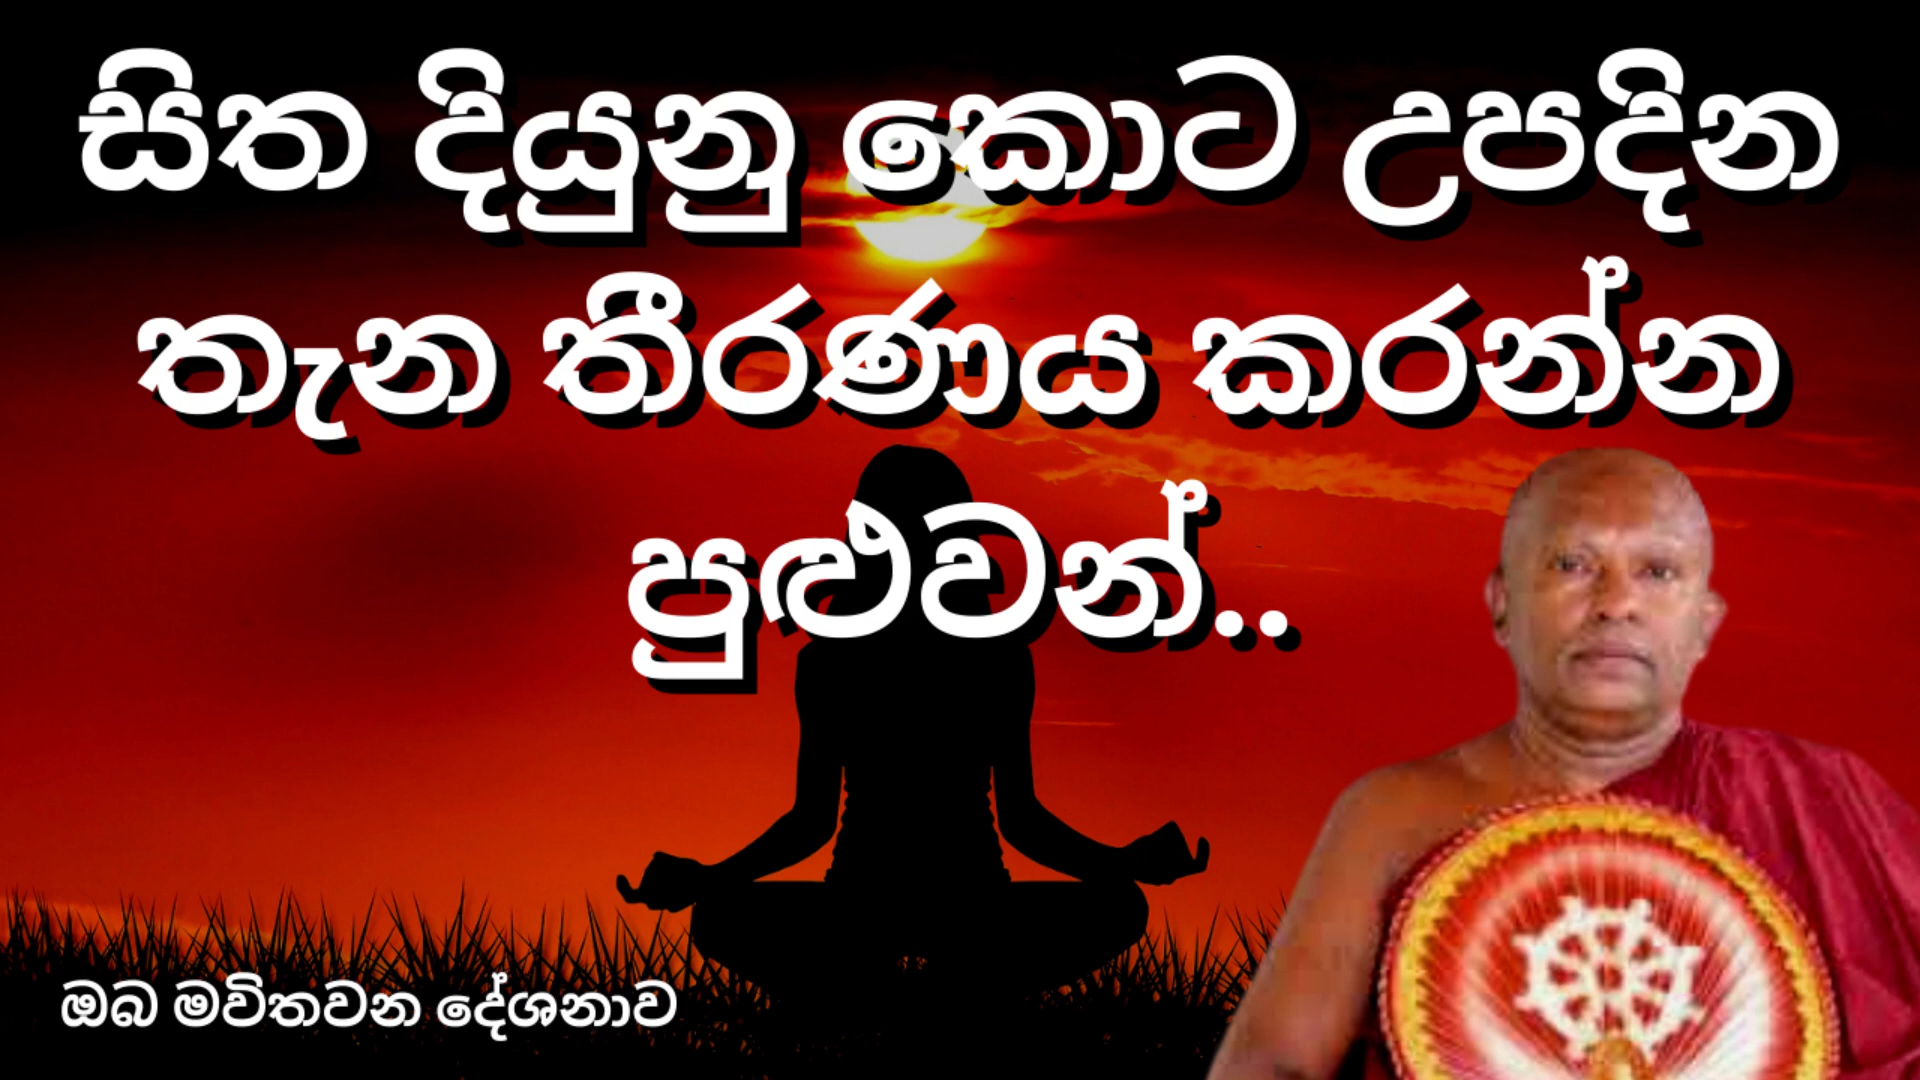 සිත දියුනු කොට උපදින
තැන තීරණය කරන්න
පුළුවන්..
ඔබ මවිතවන දේශනාව